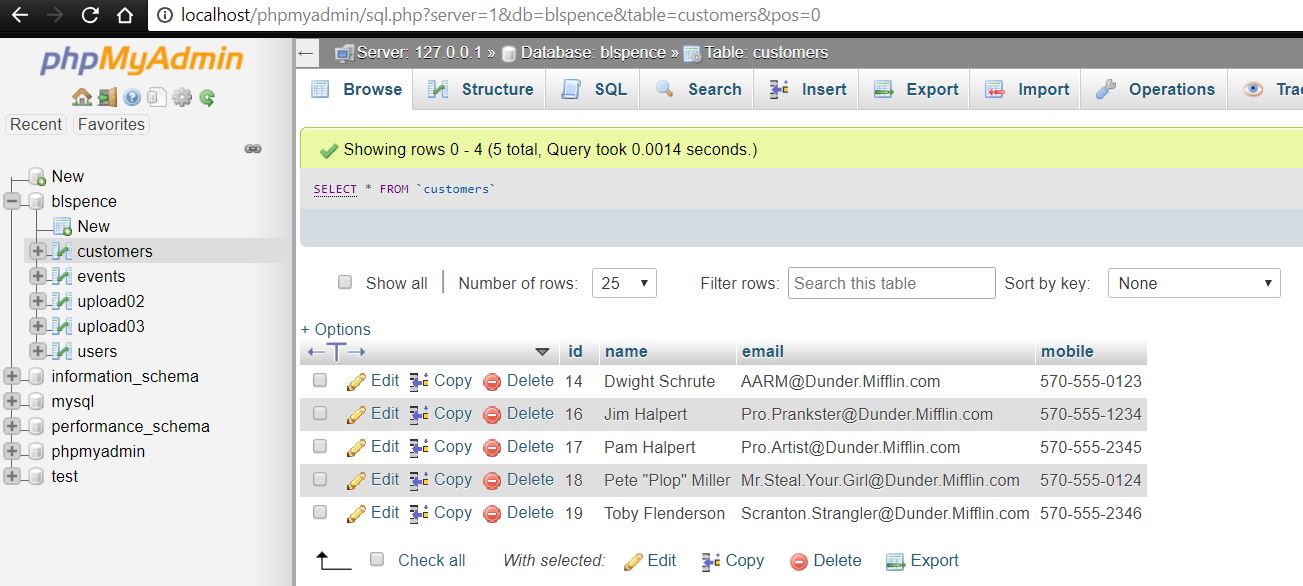 localhost/phpmyadmin/sql.php?server=1&db=blspence&table=customers&pos=0
phpMyAdmin
Recent Favorites
New
blspence
New
customers
events
upload02
upload03
users
information_schema
mysql
performance_schema
phpmyadmin
test
Server: 127.0.0.1 » Database: blspence » Table: customers
Browse Structure SQL Search Insert Export Import Operations Tra
Showing rows 0 - 4 (5 total, Query took 0.0014 seconds.)
SELECT * FROM `customers`
Show all Number of rows: 25 Filter rows: Search this table Sort by key: None
+ Options
id name email mobile
Edit Copy Delete 14 Dwight Schrute AARM@Dunder.Mifflin.com 570-555-0123
Edit Copy Delete 16 Jim Halpert Pro.Prankster@Dunder.Mifflin.com 570-555-1234
Edit Copy Delete 17 Pam Halpert Pro.Artist@Dunder.Mifflin.com 570-555-2345
Edit Copy Delete 18 Pete "Plop" Miller Mr.Steal.Your.Girl@Dunder.Mifflin.com 570-555-0124
Edit Copy Delete 19 Toby Flenderson Scranton.Strangler@Dunder.Mifflin.com 570-555-2346
Check all With selected: Edit Copy Delete Export